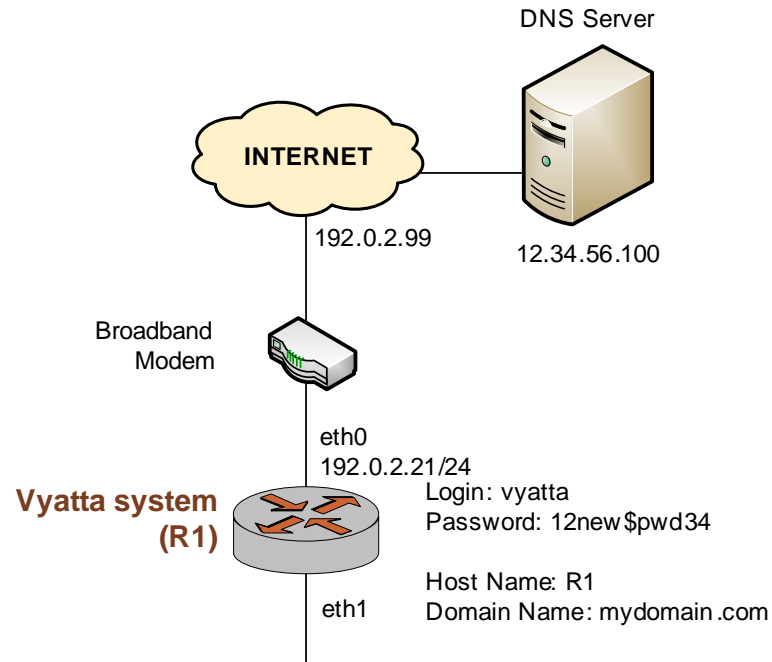 DNS Server
INTERNET
192.0.2.99
12.34.56.100
Broadband
Modem
eth0
192.0.2.21/24
Vyatta system
(R1)
Login: vyatta
Password: 12new$pwd34
Host Name: R1
Domain Name: mydomain.com
eth1